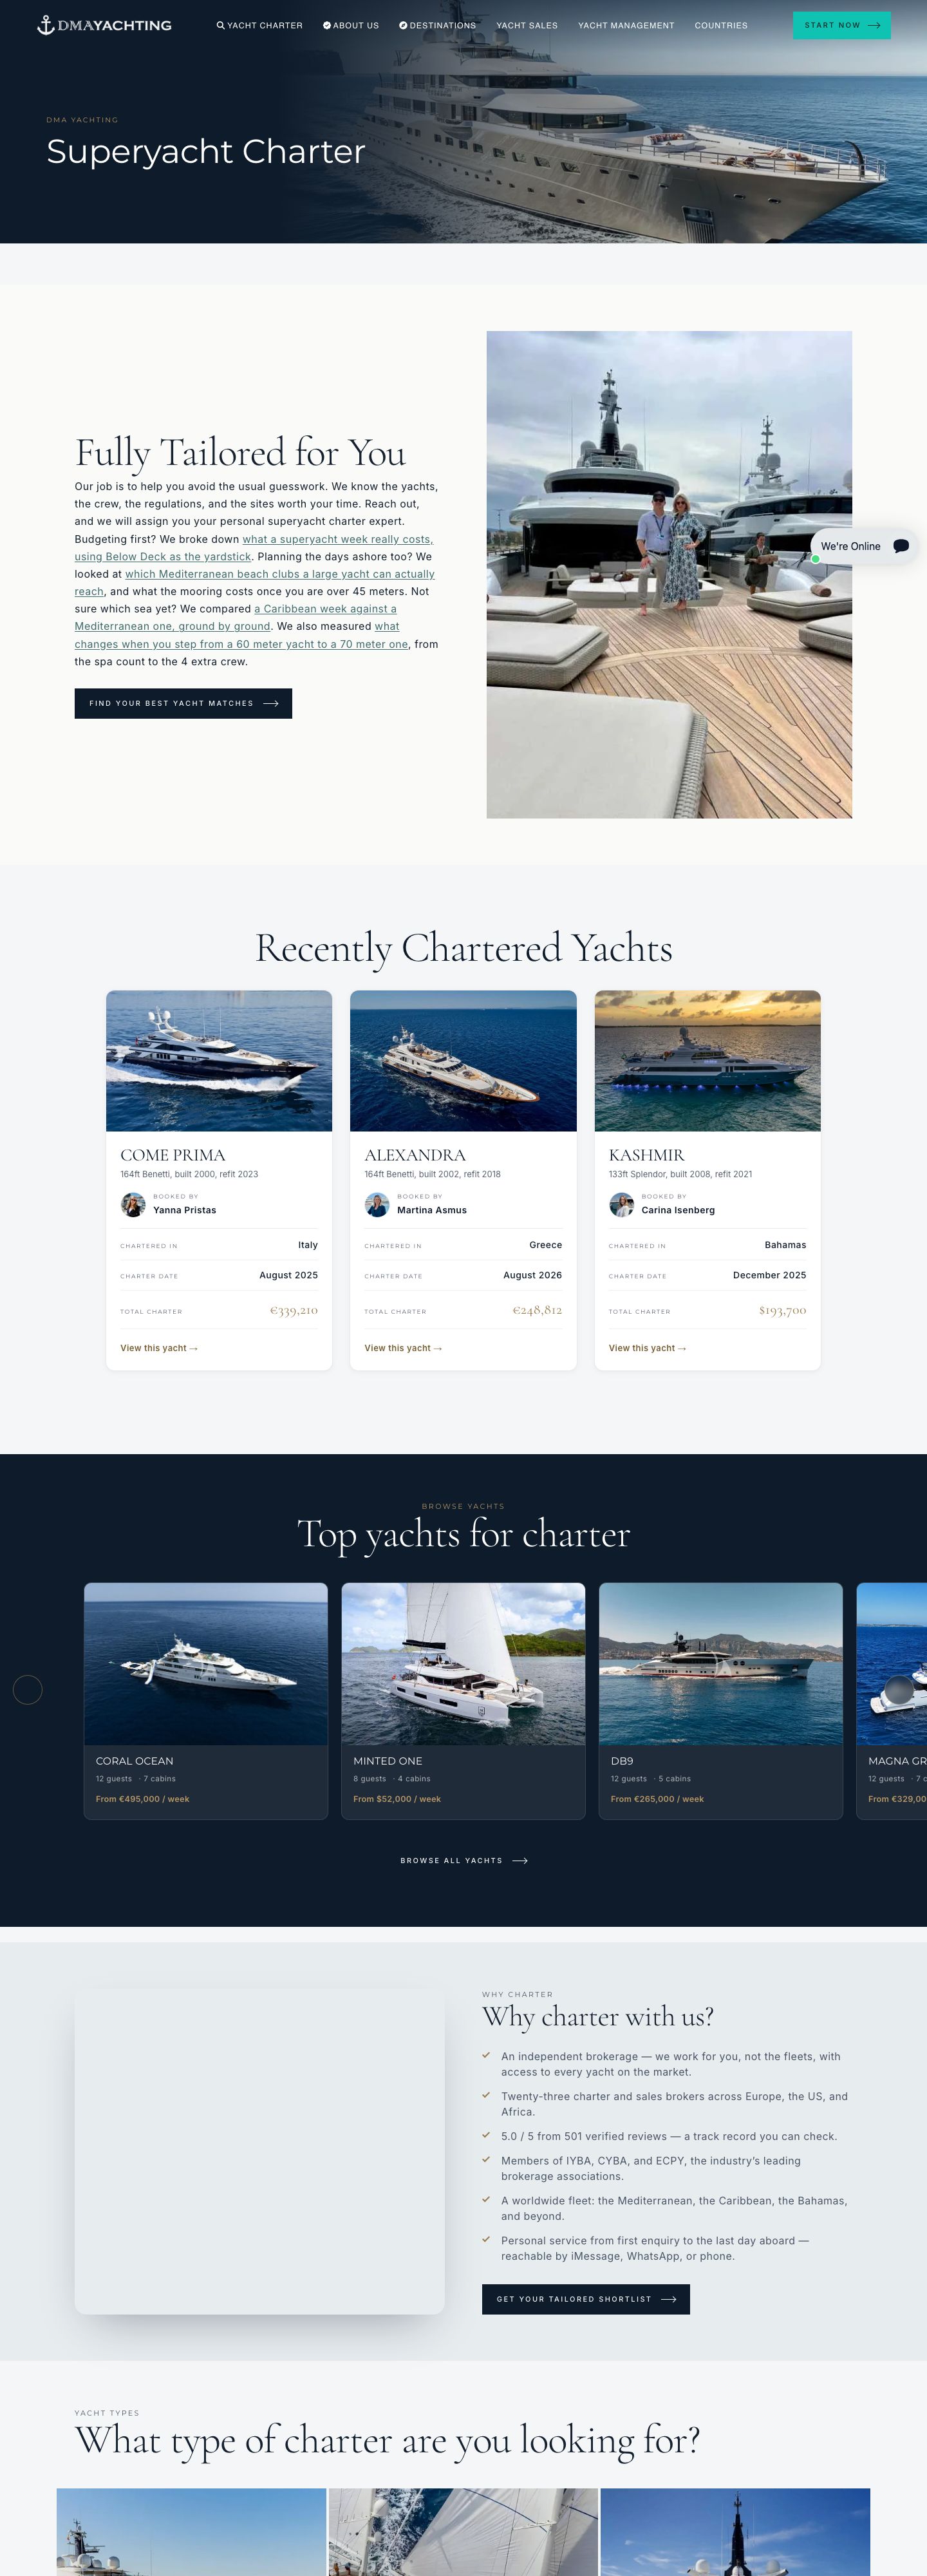 DMAYACHTING
YACHT CHARTER
ABOUT US
DESTINATIONS
YACHT SALES
YACHT MANAGEMENT
COUNTRIES
START NOW
DMA YACHTING
Superyacht Charter
Fully Tailored for You
Our job is to help you avoid the usual guesswork. We know the yachts,
the crew, the regulations, and the sites worth your time. Reach out,
and we will assign you your personal superyacht charter expert.
Budgeting first? We broke down what a superyacht week really costs,
using Below Deck as the yardstick. Planning the days ashore too? We
looked at which Mediterranean beach clubs a large yacht can actually
reach, and what the mooring costs once you are over 45 meters. Not
sure which sea yet? We compared a Caribbean week against a
Mediterranean one, ground by ground. We also measured what
changes when you step from a 60 meter yacht to a 70 meter one, from
the spa count to the 4 extra crew.
FIND YOUR BEST YACHT MATCHES
We're Online
Recently Chartered Yachts
COME PRIMA
164ft Benetti, built 2000, refit 2023
BOOKED BY
Yanna Pristas
CHARTERED IN
Italy
CHARTER DATE
August 2025
TOTAL CHARTER
€339,210
View this yacht →
ALEXANDRA
164ft Benetti, built 2002, refit 2018
BOOKED BY
Martina Asmus
CHARTERED IN
Greece
CHARTER DATE
August 2026
TOTAL CHARTER
€248,812
View this yacht →
KASHMIR
133ft Splendor, built 2008, refit 2021
BOOKED BY
Carina Isenberg
CHARTERED IN
Bahamas
CHARTER DATE
December 2025
TOTAL CHARTER
$193,700
View this yacht →
BROWSE YACHTS
Top yachts for charter
CORAL OCEAN
12 guests · 7 cabins
From €495,000 / week
MINTED ONE
8 guests · 4 cabins
From $52,000 / week
DB9
12 guests · 5 cabins
From €265,000 / week
MAGNA GR
12 guests · 7 c
From €329,00
BROWSE ALL YACHTS
WHY CHARTER
Why charter with us?
An independent brokerage — we work for you, not the fleets, with
access to every yacht on the market.
Twenty-three charter and sales brokers across Europe, the US, and
Africa.
5.0 / 5 from 501 verified reviews — a track record you can check.
Members of IYBA, CYBA, and ECPY, the industry's leading
brokerage associations.
A worldwide fleet: the Mediterranean, the Caribbean, the Bahamas,
and beyond.
Personal service from first enquiry to the last day aboard —
reachable by iMessage, WhatsApp, or phone.
GET YOUR TAILORED SHORTLIST
YACHT TYPES
What type of charter are you looking for?